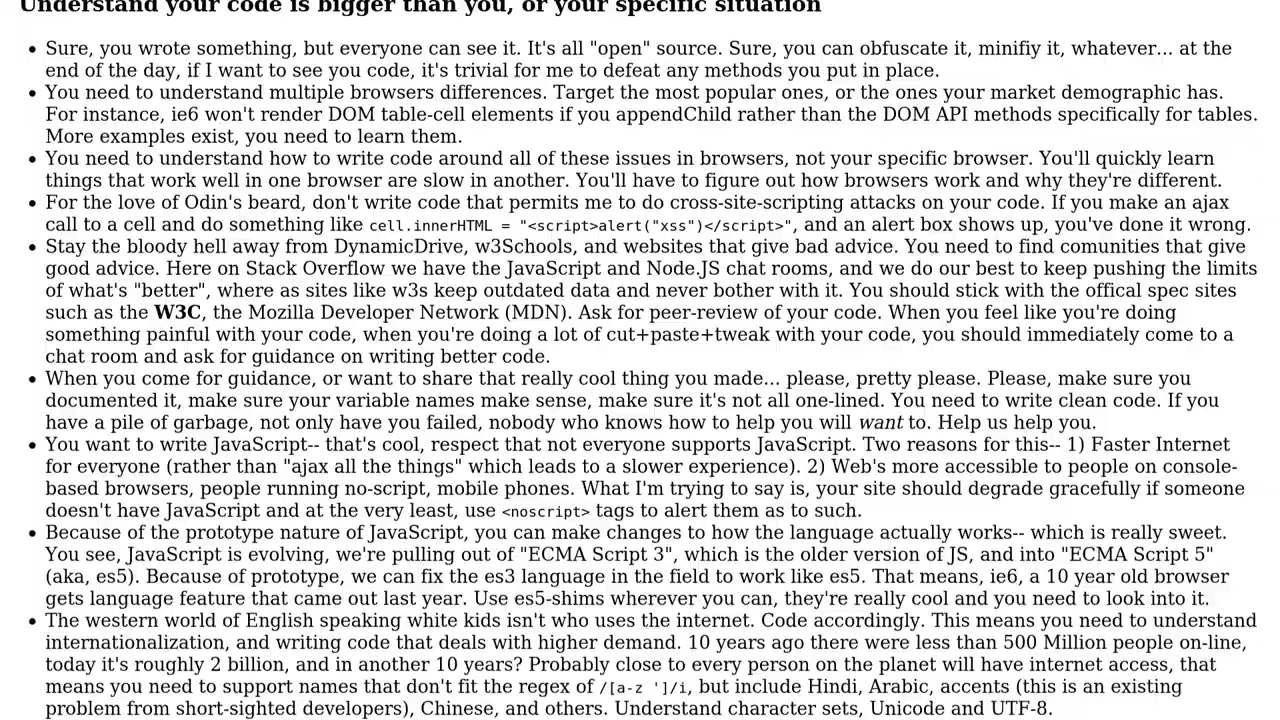 Understand your code is bigger than you, or your specific situation
• Sure, you wrote something, but everyone can see it. It's all "open" source. Sure, you can obfuscate it, minifiy it, whatever... at the
end of the day, if I want to see you code, it's trivial for me to defeat any methods you put in place.
• You need to understand multiple browsers differences. Target the most popular ones, or the ones your market demographic has.
For instance, ie6 won't render DOM table-cell elements if you appendChild rather than the DOM API methods specifically for tables.
More examples exist, you need to learn them.
• You need to understand how to write code around all of these issues in browsers, not your specific browser. You'll quickly learn
things that work well in one browser are slow in another. You'll have to figure out how browsers work and why they're different.
• For the love of Odin's beard, don't write code that permits me to do cross-site-scripting attacks on your code. If you make an ajax
call to a cell and do something like cell.innerHTML = "<script>alert("xss")</script>", and an alert box shows up, you've done it wrong.
• Stay the bloody hell away from DynamicDrive, w3Schools, and websites that give bad advice. You need to find comunities that give
good advice. Here on Stack Overflow we have the JavaScript and Node.JS chat rooms, and we do our best to keep pushing the limits
of what's "better", where as sites like w3s keep outdated data and never bother with it. You should stick with the offical spec sites
such as the W3C, the Mozilla Developer Network (MDN). Ask for peer-review of your code. When you feel like you're doing
something painful with your code, when you're doing a lot of cut+paste+tweak with your code, you should immediately come to a
chat room and ask for guidance on writing better code.
• When you come for guidance, or want to share that really cool thing you made... please, pretty please. Please, make sure you
documented it, make sure your variable names make sense, make sure it's not all one-lined. You need to write clean code. If you
have a pile of garbage, not only have you failed, nobody who knows how to help you will want to. Help us help you.
• You want to write JavaScript-- that's cool, respect that not everyone supports JavaScript. Two reasons for this-- 1) Faster Internet
for everyone (rather than "ajax all the things" which leads to a slower experience). 2) Web's more accessible to people on console-
based browsers, people running no-script, mobile phones. What I'm trying to say is, your site should degrade gracefully if someone
doesn't have JavaScript and at the very least, use <noscript> tags to alert them as to such.
• Because of the prototype nature of JavaScript, you can make changes to how the language actually works-- which is really sweet.
You see, JavaScript is evolving, we're pulling out of "ECMA Script 3", which is the older version of JS, and into "ECMA Script 5"
(aka, es5). Because of prototype, we can fix the es3 language in the field to work like es5. That means, ie6, a 10 year old browser
gets language feature that came out last year. Use es5-shims wherever you can, they're really cool and you need to look into it.
• The western world of English speaking white kids isn't who uses the internet. Code accordingly. This means you need to understand
internationalization, and writing code that deals with higher demand. 10 years ago there were less than 500 Million people on-line,
today it's roughly 2 billion, and in another 10 years? Probably close to every person on the planet will have internet access, that
means you need to support names that don't fit the regex of /[a-z ']/i, but include Hindi, Arabic, accents (this is an existing
problem from short-sighted developers), Chinese, and others. Understand character sets, Unicode and UTF-8.